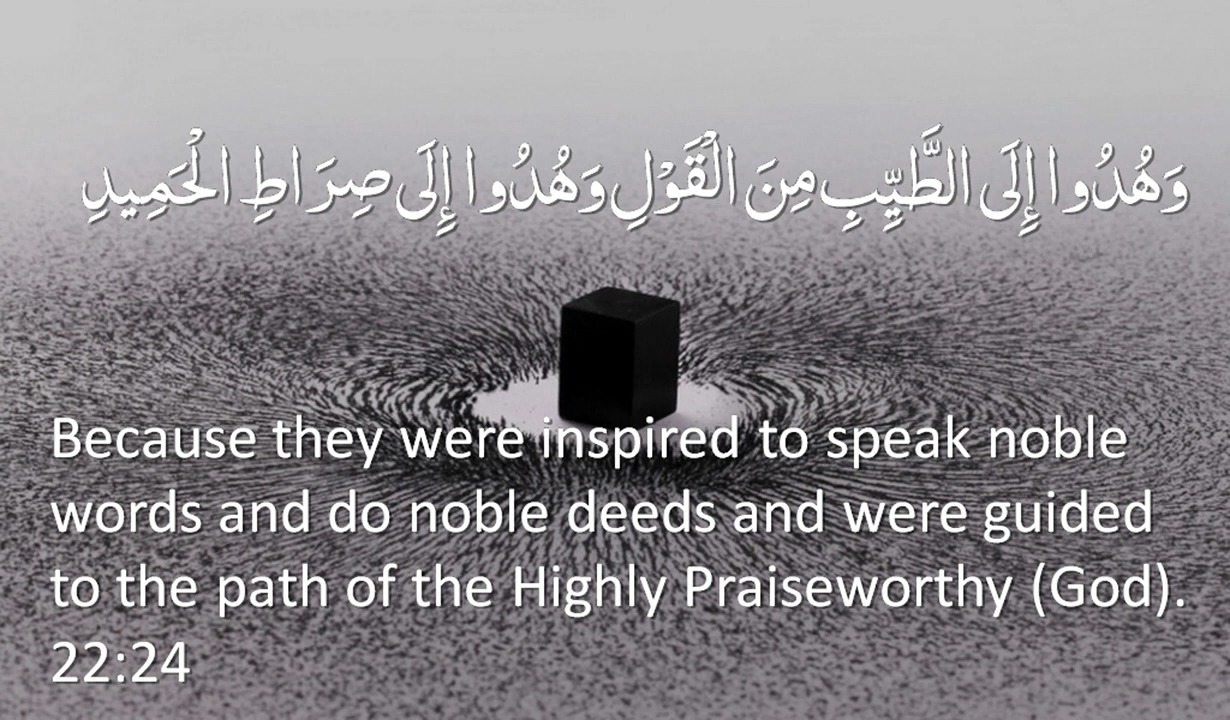 وَهُدُوا إِلَى الطَّيِّبِ مِنَ الْقَوْلِ وَهُدُوا إِلَى صِرَاطِ الْحَمِيدِ
Because they were inspired to speak noble
words and do noble deeds and were guided
to the path of the Highly Praiseworthy (God).
22:24